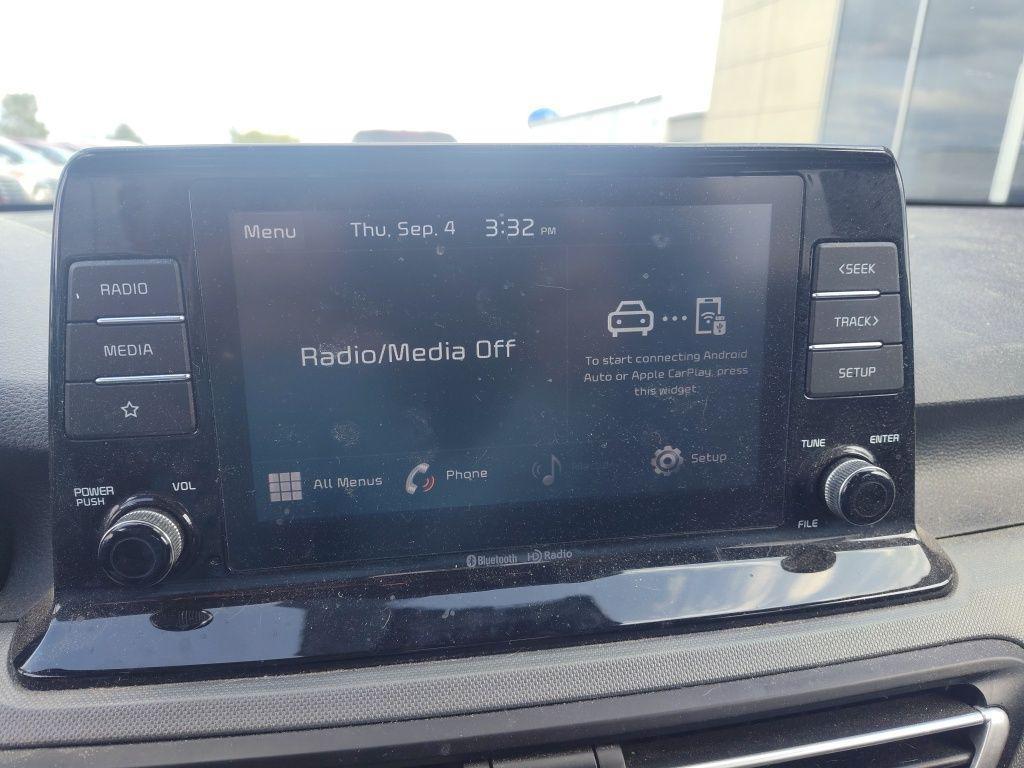 Menu Thu, Sep. 4 3:32 PM
RADIO
MEDIA
Radio/Media Off
To start connecting Android
Auto or Apple CarPlay, press
this widget.
All Menus Phone Setup
POWER
PUSH
VOL
<SEEK
TRACK>
SETUP
TUNE ENTER
FILE
Bluetooth HD Radio